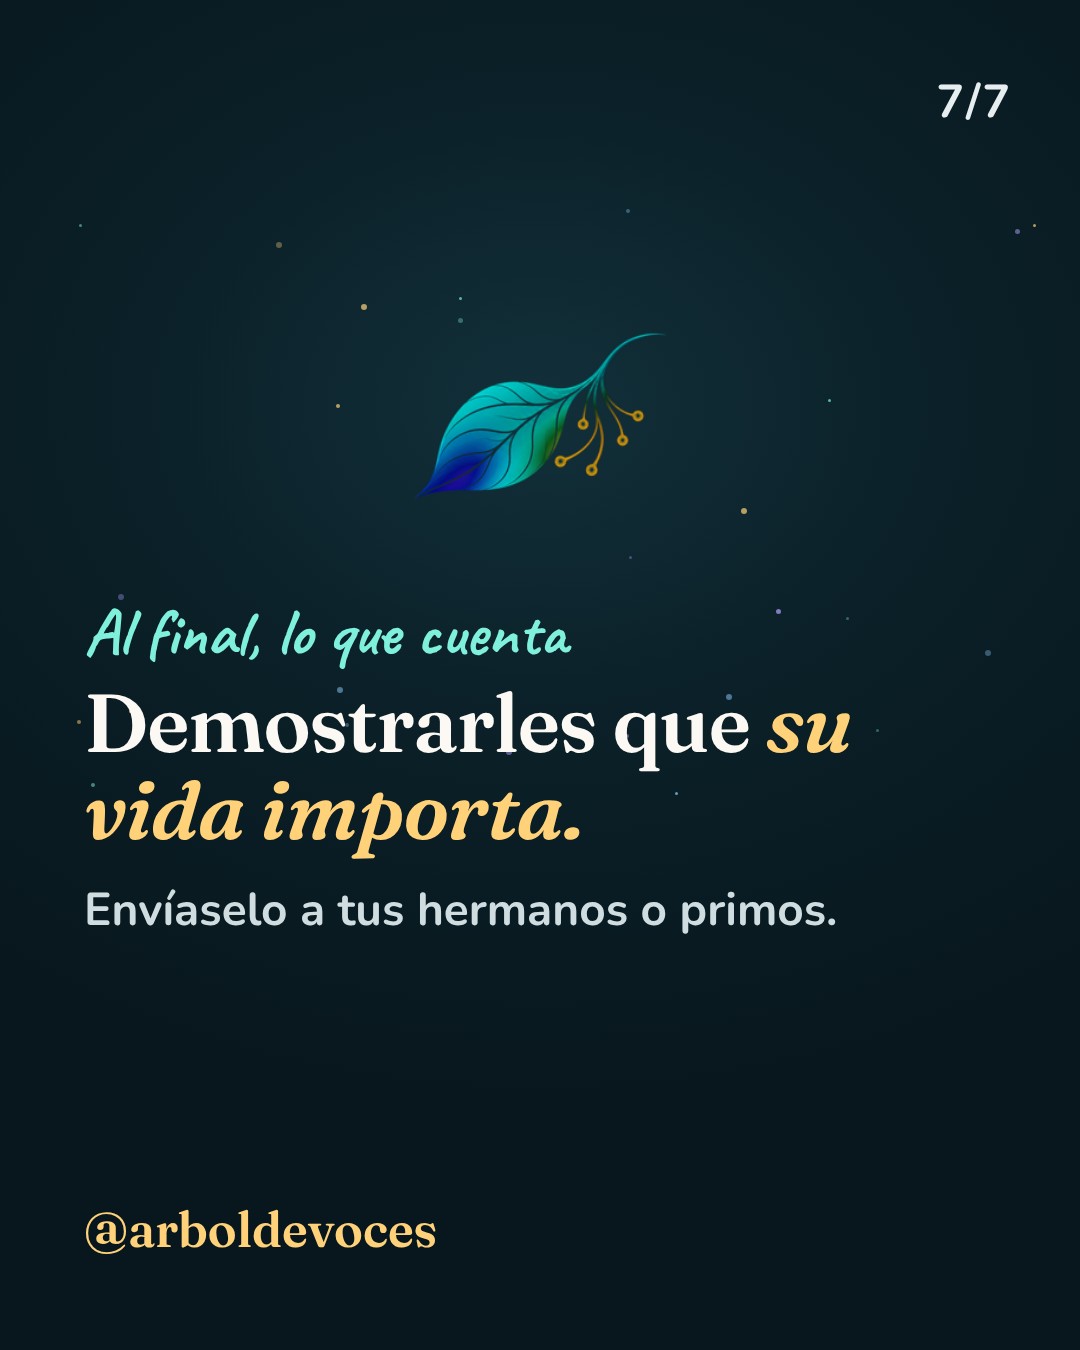 7/7
Al final, lo que cuenta
Demostrarles que su
vida importa.
Envíaselo a tus hermanos o primos.
@arboldevoces